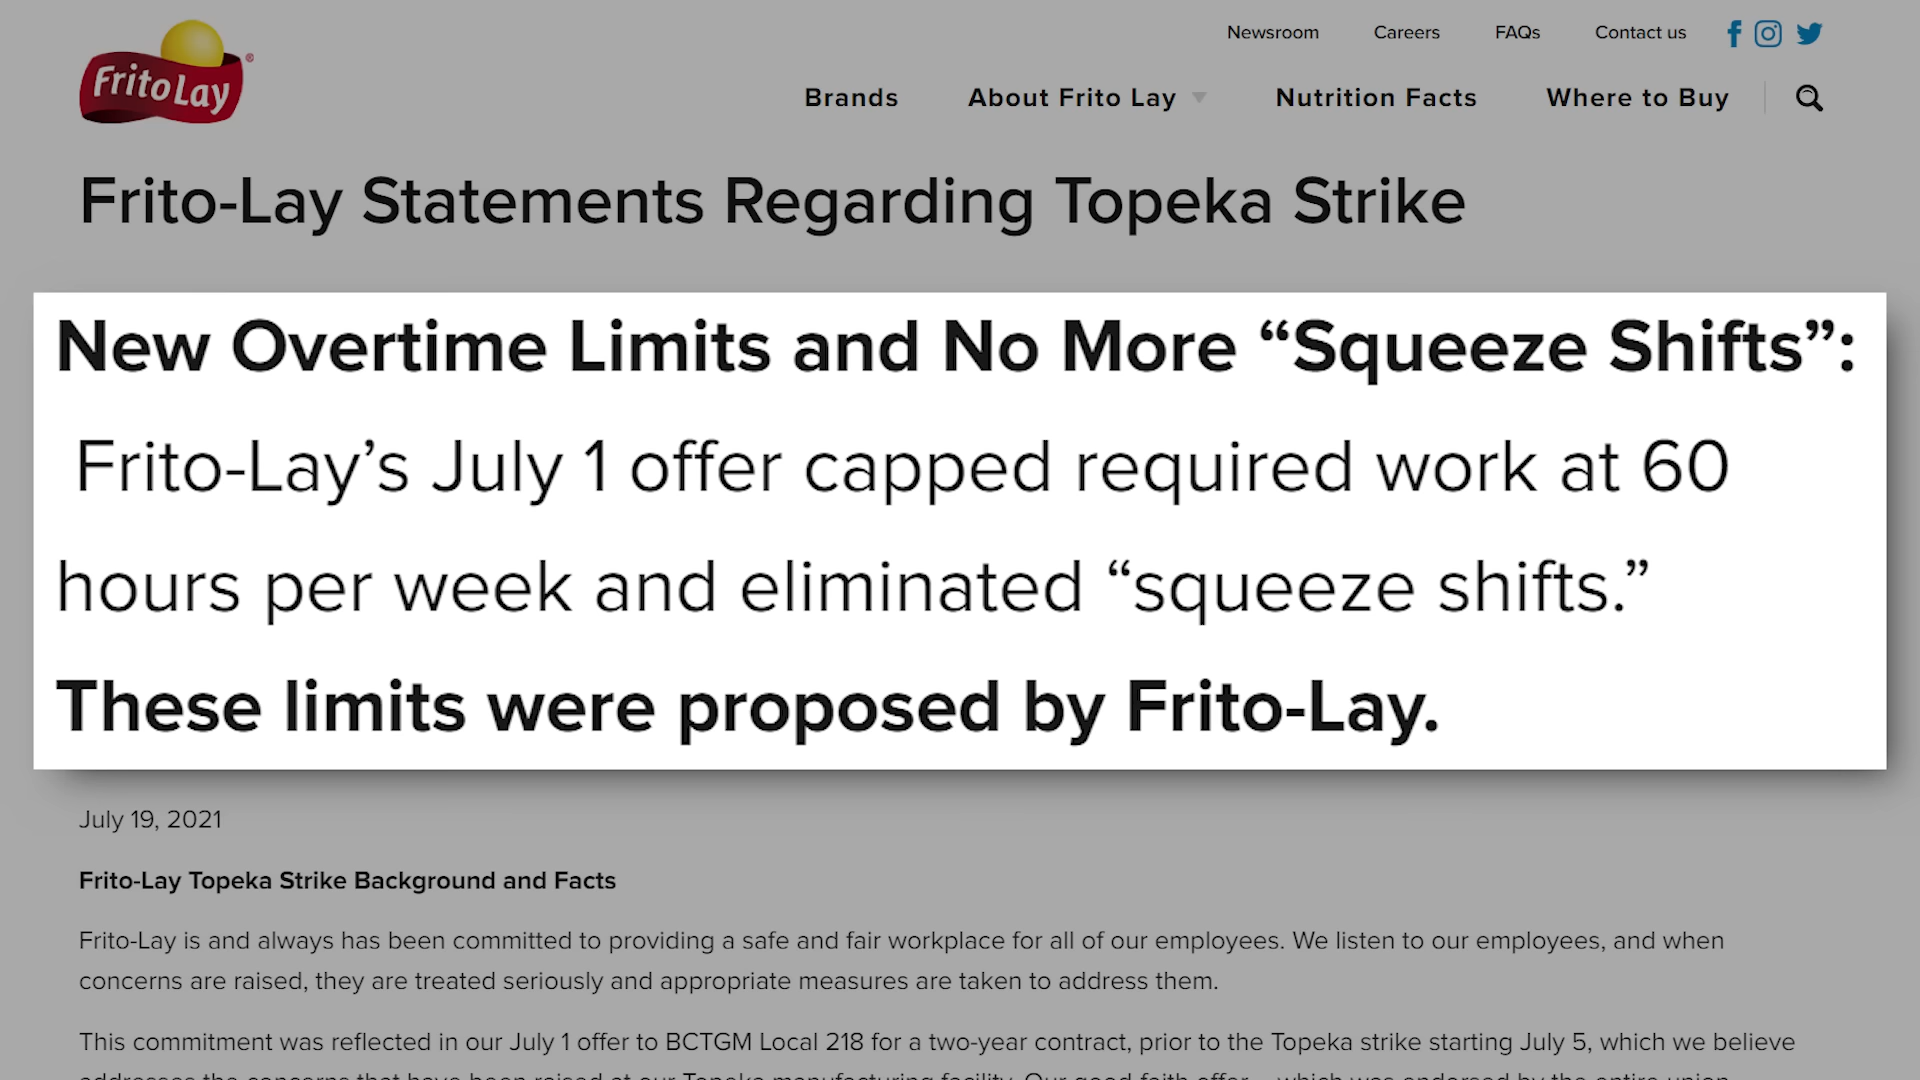 Frito Lay
Newsroom Careers FAQs Contact us
Brands About Frito Lay Nutrition Facts Where to Buy
Frito-Lay Statements Regarding Topeka Strike
New Overtime Limits and No More “Squeeze Shifts”:
Frito-Lay’s July 1 offer capped required work at 60
hours per week and eliminated “squeeze shifts.”
These limits were proposed by Frito-Lay.
July 19, 2021
Frito-Lay Topeka Strike Background and Facts
Frito-Lay is and always has been committed to providing a safe and fair workplace for all of our employees. We listen to our employees, and when
concerns are raised, they are treated seriously and appropriate measures are taken to address them.
This commitment was reflected in our July 1 offer to BCTGM Local 218 for a two-year contract, prior to the Topeka strike starting July 5, which we believe